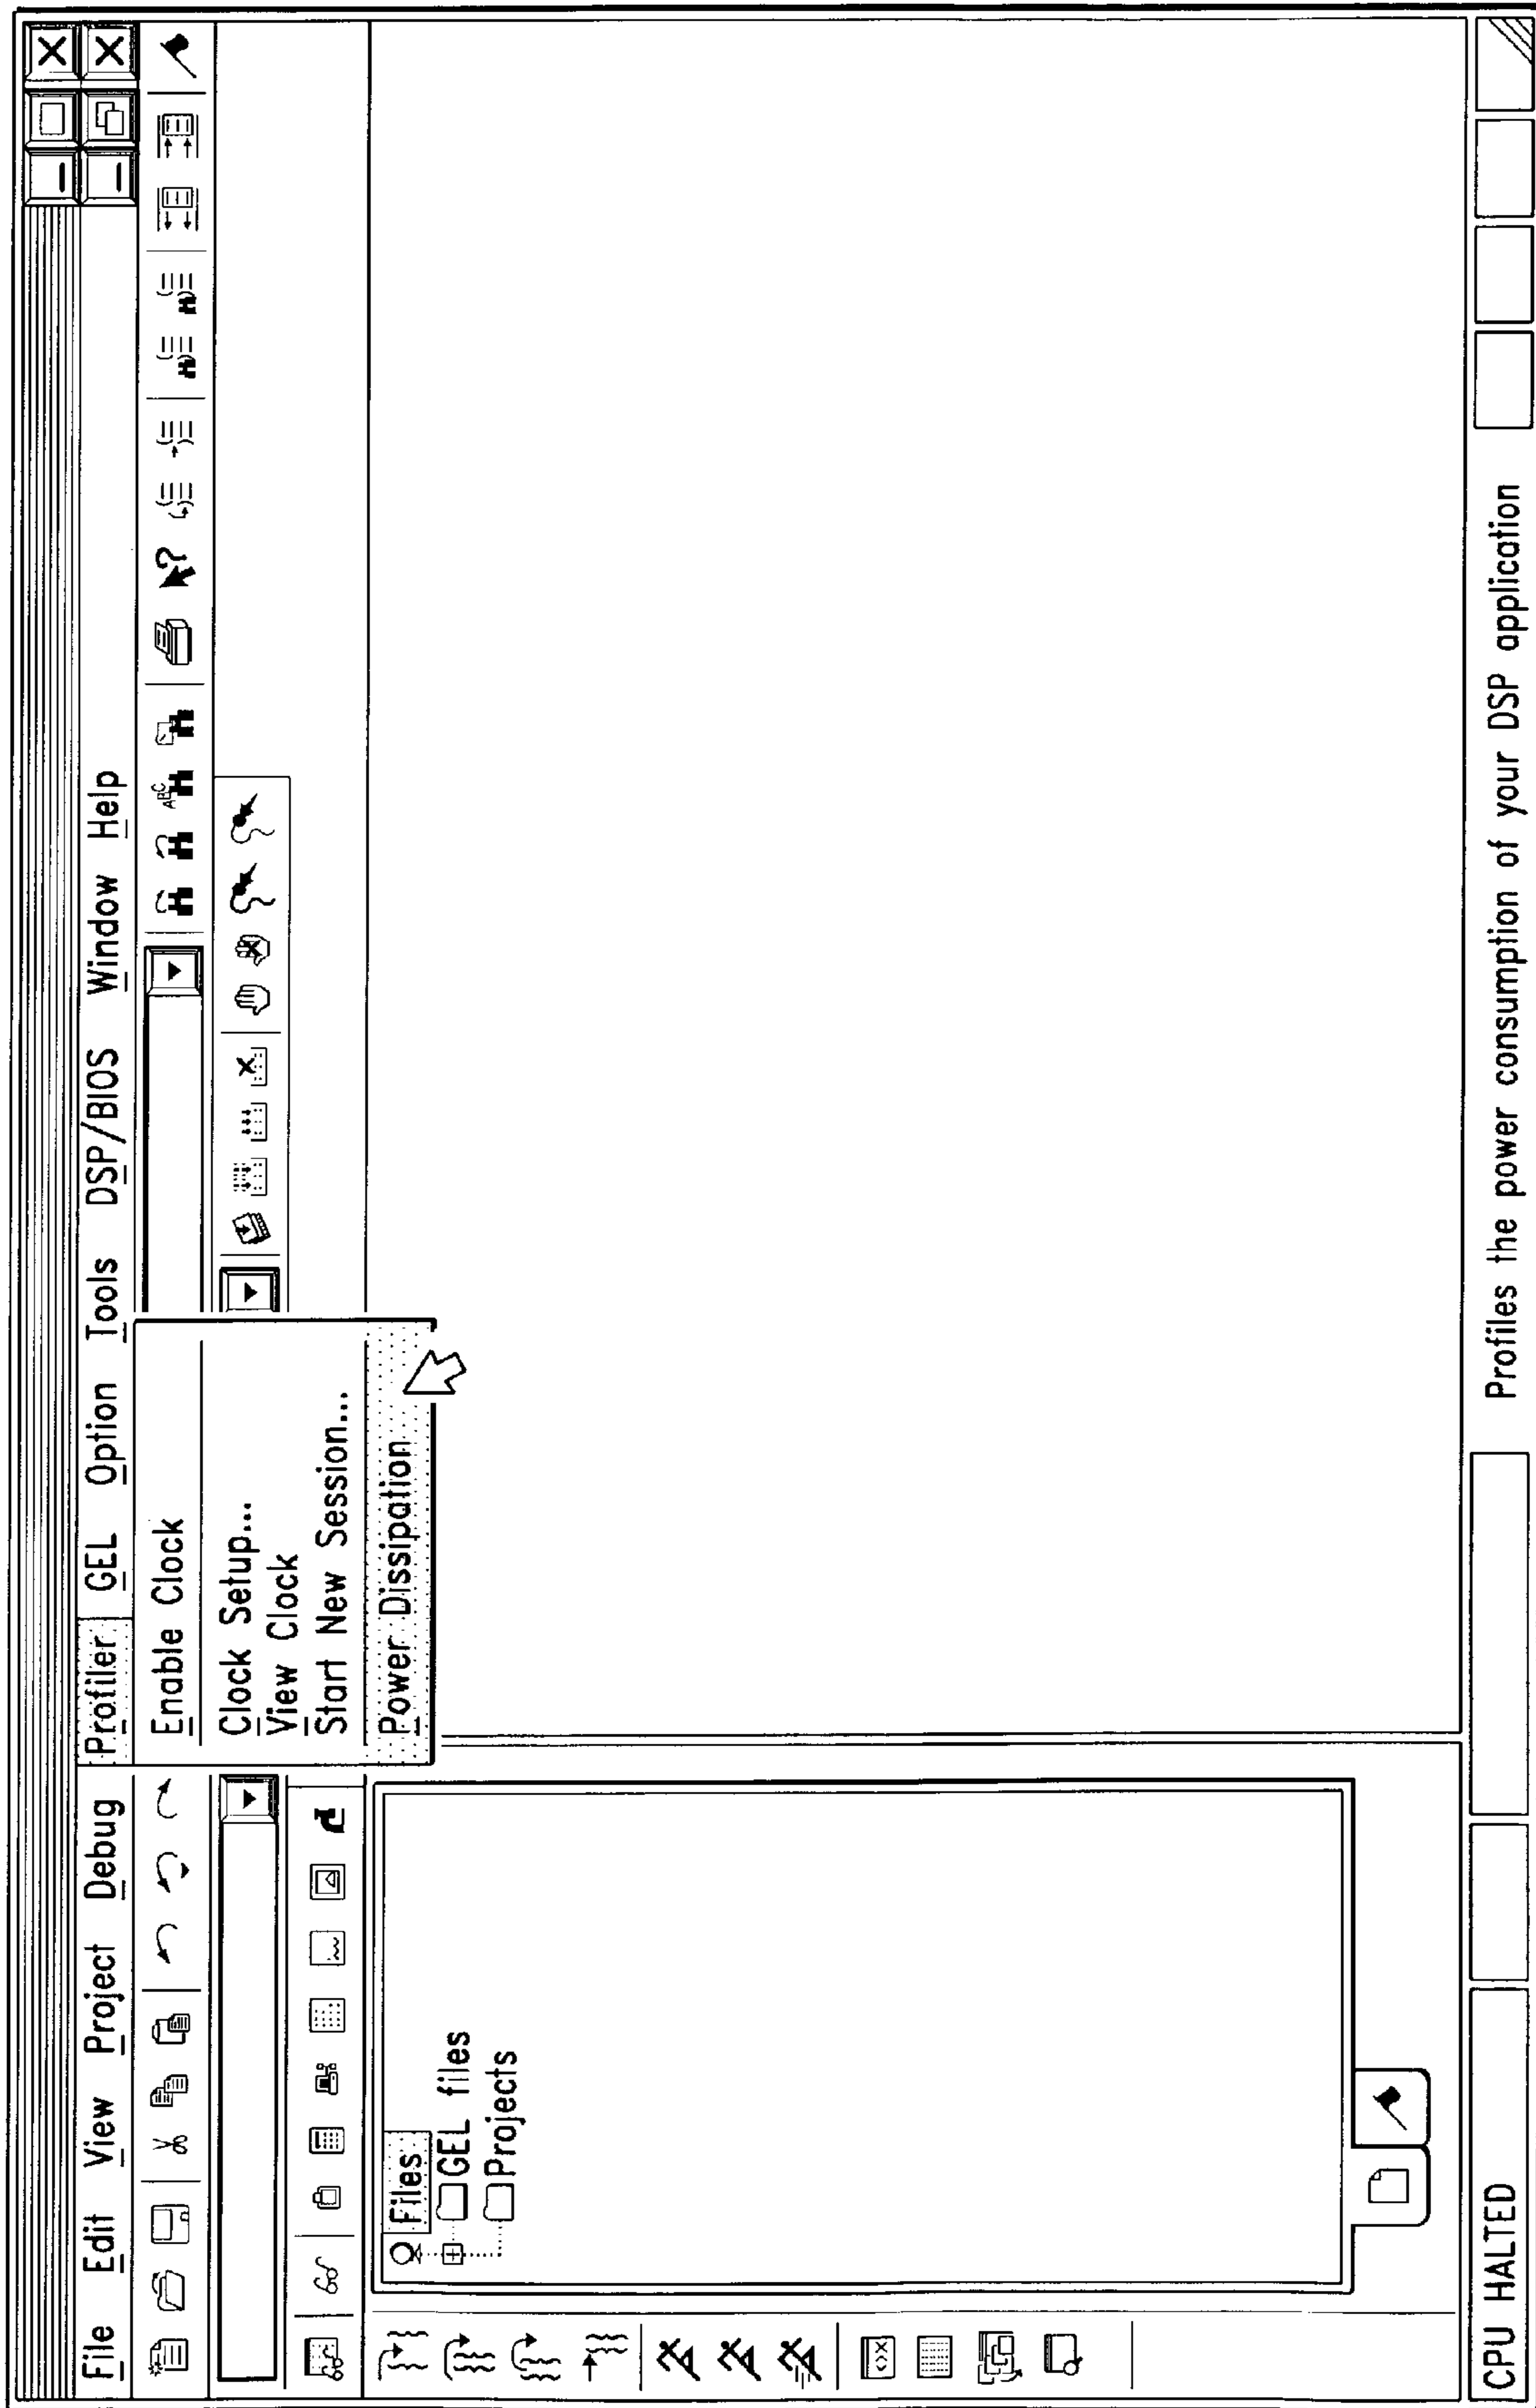 File Edit View Project Debug Profiler GEL Option Tools DSP/BIOS Window Help
ABC
?
Enable Clock
Clock Setup...
View Clock
Start New Session...
Power Dissipation
Files
GEL files
Projects
CPU HALTED
Profiles the power consumption of your DSP application